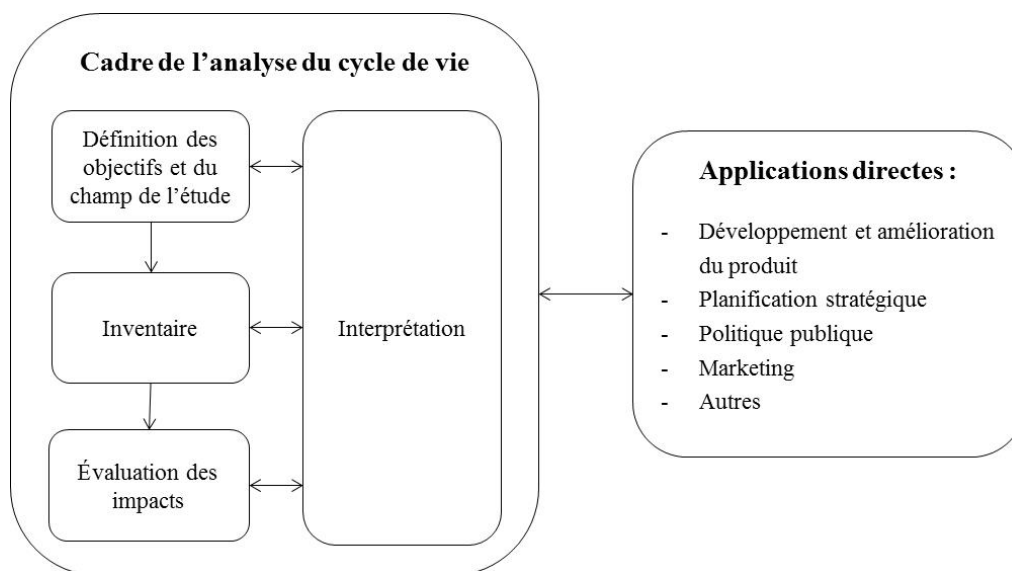 Cadre de l’analyse du cycle de vie
Définition des
objectifs et du
champ de l’étude
Inventaire
Évaluation des
impacts
Interprétation
Applications directes :
- Développement et amélioration
du produit
- Planification stratégique
- Politique publique
- Marketing
- Autres